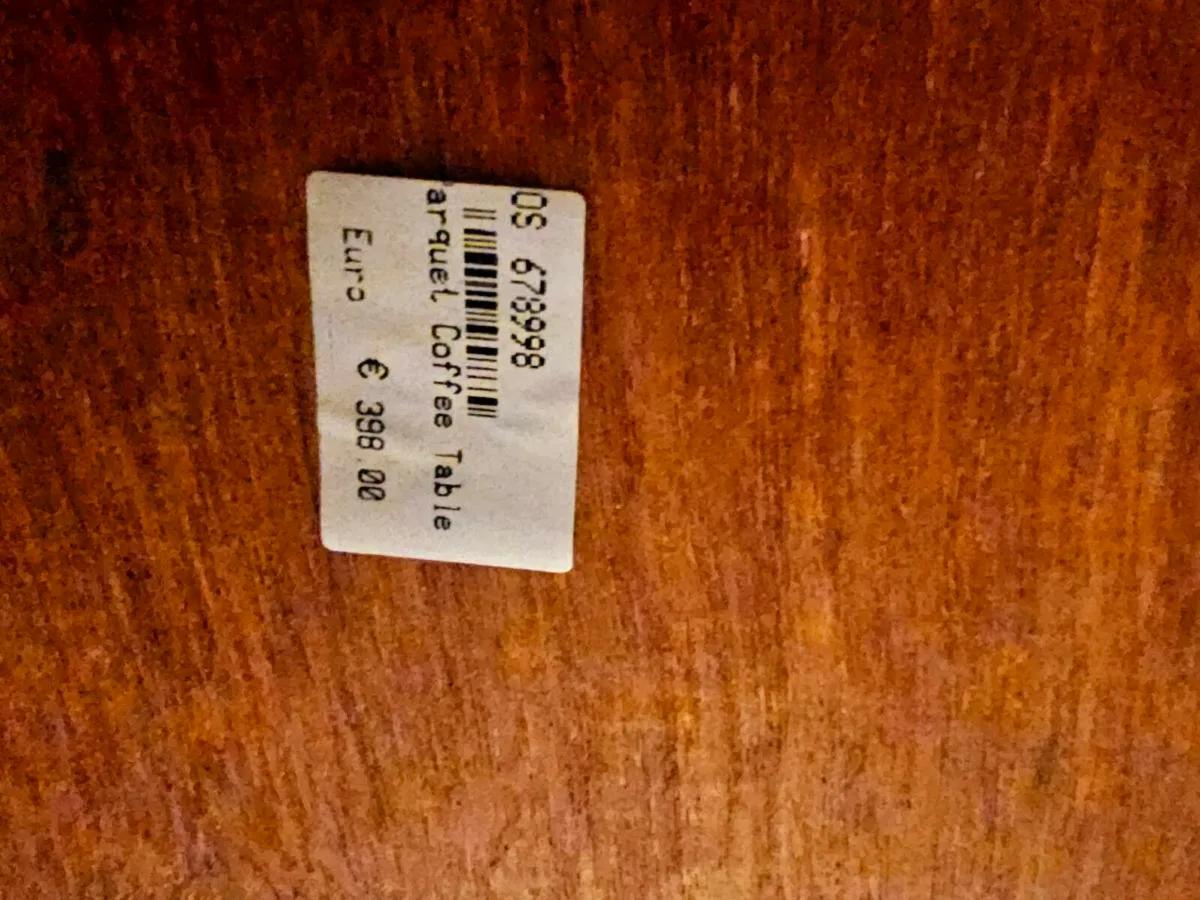 OS 678998
arquet Coffee Table
Euro € 398.00